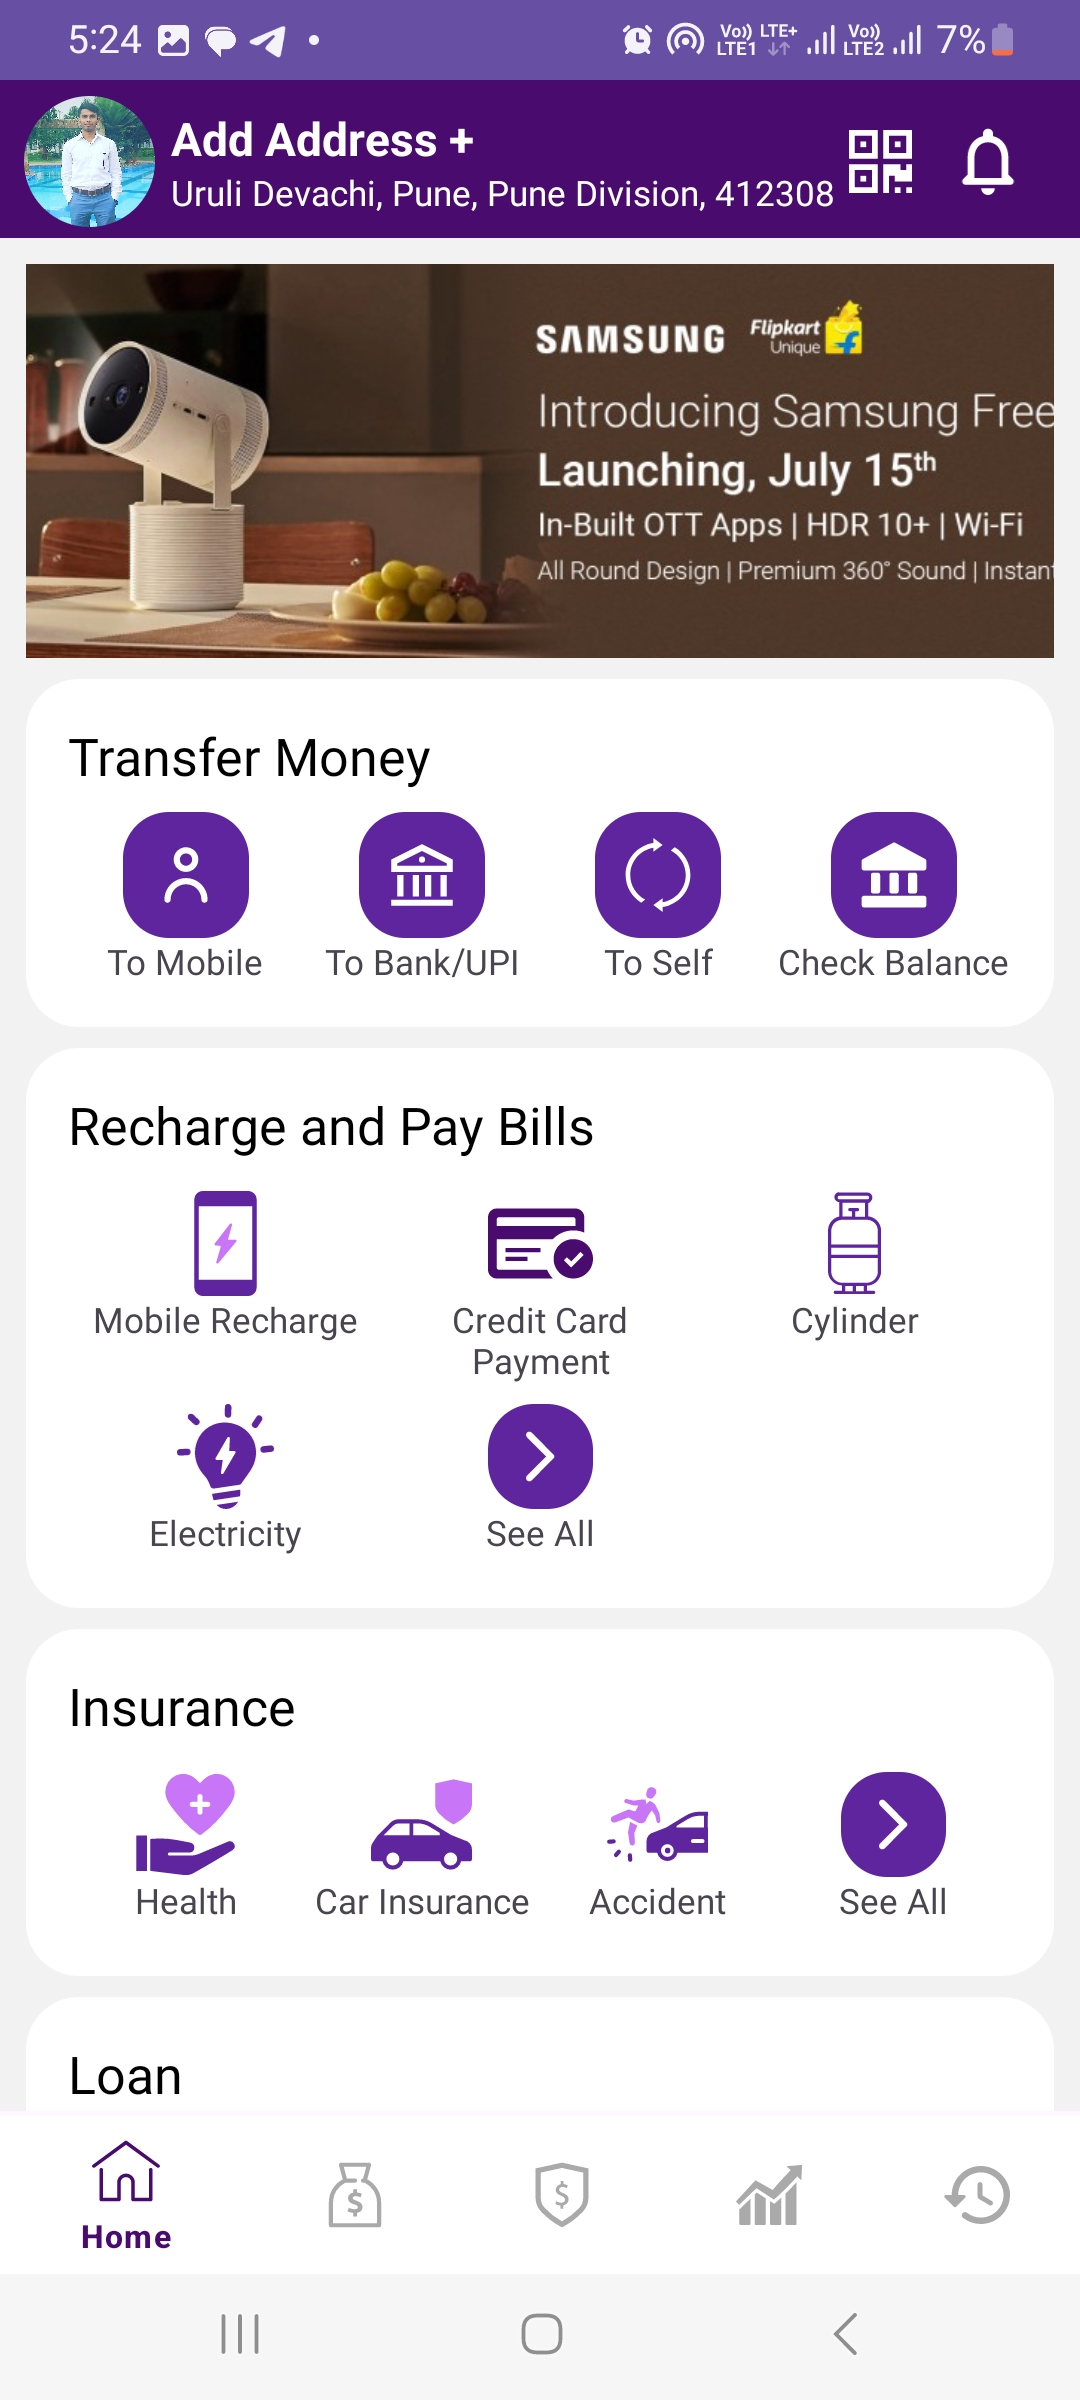 5:24
Vo)) LTE1 LTE+ Vo)) LTE2 7%
Add Address +
Uruli Devachi, Pune, Pune Division, 412308
SAMSUNG Flipkart Unique
Introducing Samsung Free
Launching, July 15th
In-Built OTT Apps | HDR 10+ | Wi-Fi
All Round Design | Premium 360° Sound | Instant
Transfer Money
To Mobile To Bank/UPI To Self Check Balance
Recharge and Pay Bills
Mobile Recharge Credit Card Payment Cylinder
Electricity See All
Insurance
Health Car Insurance Accident See All
Loan
Home